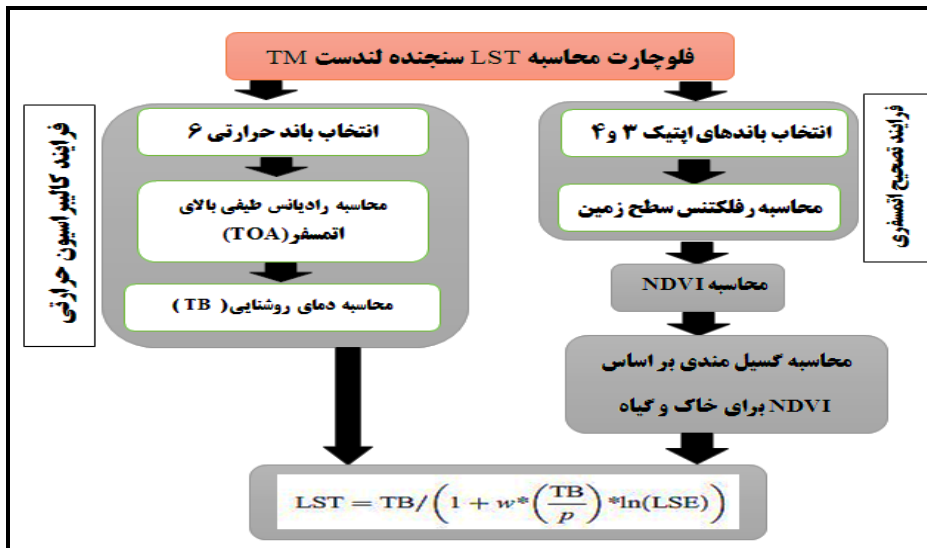 فلوچارت محاسبه LST سنجنده لندست TM
فرایند تصحیح اتمسفری
انتخاب باندهای اپتیک ۳ و ۴
محاسبه رفلکتنس سطح زمین
محاسبه NDVI
محاسبه گسیل مندی بر اساس
NDVI برای خاک و گیاه
فرایند کالیبراسیون حرارتی
انتخاب باند حرارتی ۶
محاسبه رادیانس طیفی بالای
اتمسفر(TOA)
محاسبه دمای روشنایی( TB )
LST = TB/(1 + w*(TB/p)*ln(LSE))